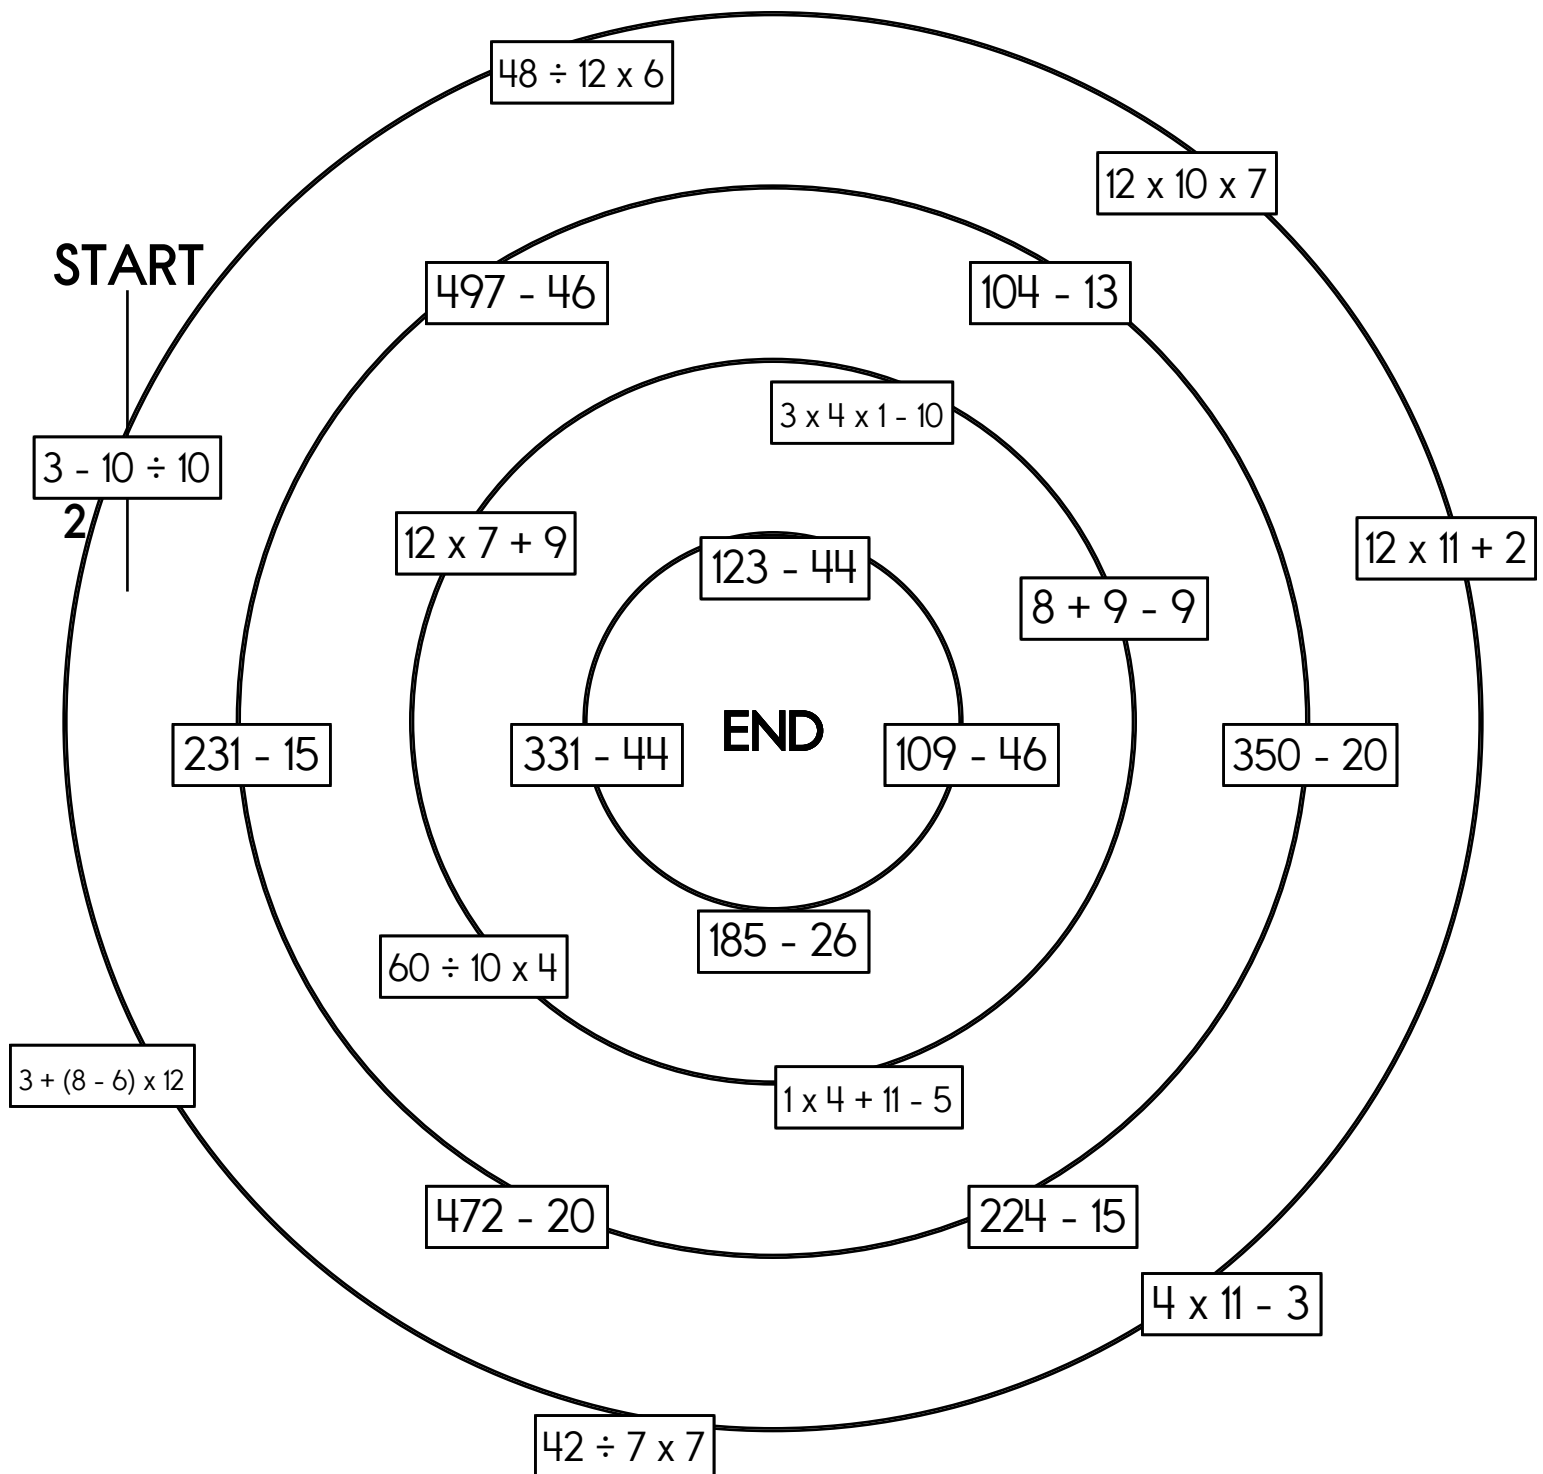 48 ÷ 12 x 6
12 x 10 x 7
START
497 - 46
104 - 13
3 x 4 x 1 - 10
3 - 10 ÷ 10
2
12 x 7 + 9
12 x 11 + 2
123 - 44
8 + 9 - 9
231 - 15
331 - 44
END
109 - 46
350 - 20
185 - 26
60 ÷ 10 x 4
3 + (8 - 6) x 12
1 x 4 + 11 - 5
472 - 20
224 - 15
4 x 11 - 3
42 ÷ 7 x 7